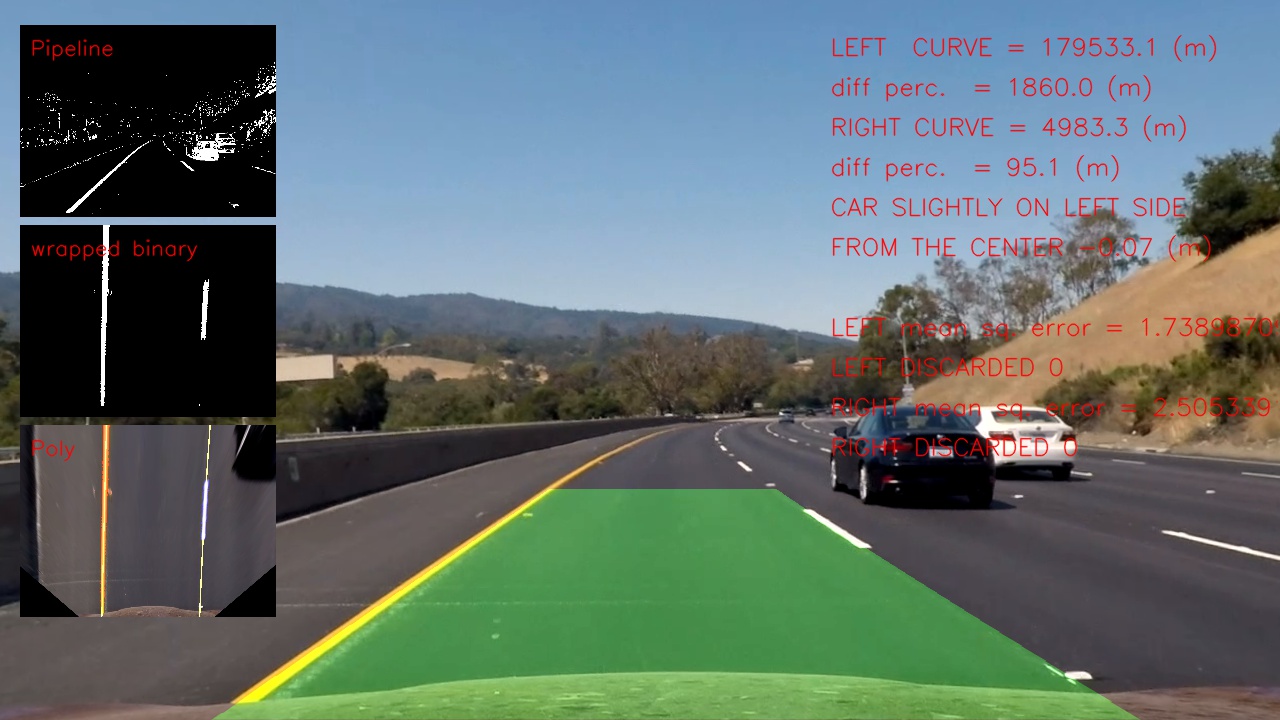 Pipeline
wrapped binary
Poly
LEFT CURVE = 179533.1 (m)
diff perc. = 1860.0 (m)
RIGHT CURVE = 4983.3 (m)
diff perc. = 95.1 (m)
CAR SLIGHTLY ON LEFT SIDE
FROM THE CENTER -0.07 (m)
LEFT mean sq. error = 1.73898705
LEFT DISCARDED 0
RIGHT mean sq. error = 2.505339
RIGHT DISCARDED 0